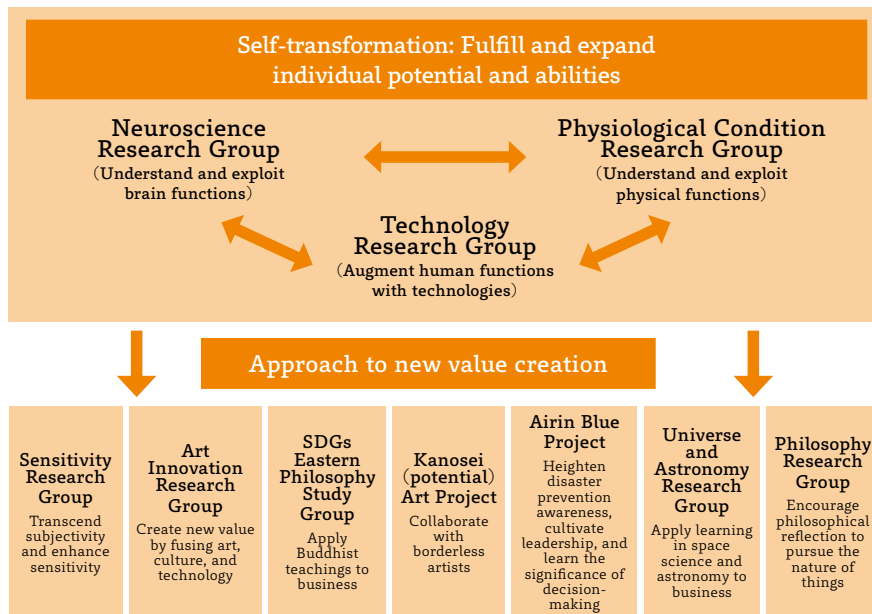 Self-transformation: Fulfill and expand
individual potential and abilities
Neuroscience
Research Group
(Understand and exploit
brain functions)
Physiological Condition
Research Group
(Understand and exploit
physical functions)
Technology
Research Group
(Augment human functions
with technologies)
Approach to new value creation
Sensitivity
Research
Group
Transcend
subjectivity
and enhance
sensitivity
Art
Innovation
Research
Group
Create new value
by fusing art,
culture, and
technology
SDGs
Eastern
Philosophy
Study
Group
Apply
Buddhist
teachings to
business
Kanosei
(potential)
Art Project
Collaborate
with
borderless
artists
Airin Blue
Project
Heighten
disaster
prevention
awareness,
cultivate
leadership, and
learn the
significance of
decision-
making
Universe
and
Astronomy
Research
Group
Apply learning
in space
science and
astronomy to
business
Philosophy
Research
Group
Encourage
philosophical
reflection to
pursue the
nature of
things